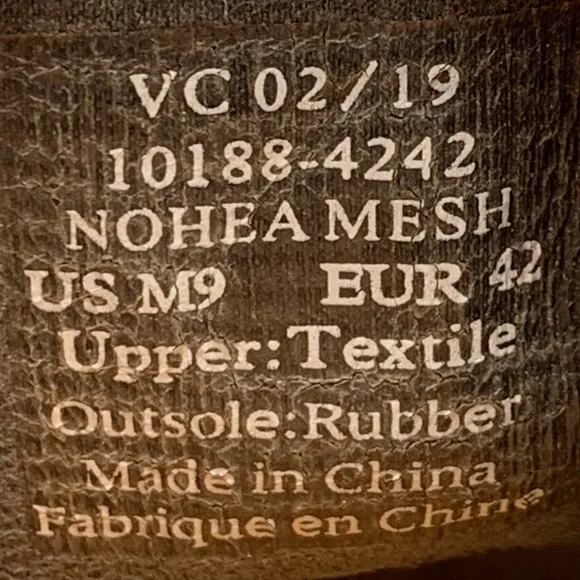 VC 02/19
10188-4242
NOHEA MESH
US M9 EUR 42
Upper:Textile
Outsole:Rubber
Made in China
Fabriqué en Chine